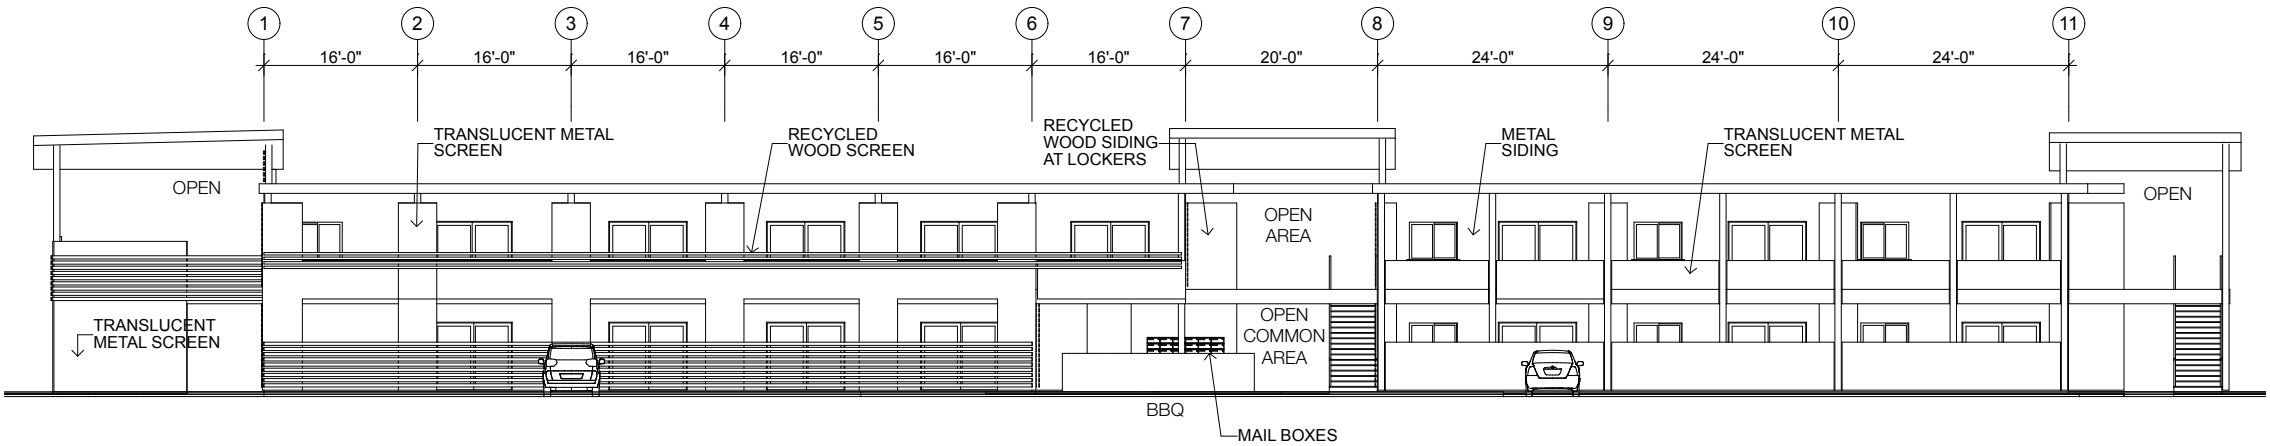 1 2 3 4 5 6 7 8 9 10 11
16'-0" 16'-0" 16'-0" 16'-0" 16'-0" 16'-0" 20'-0" 24'-0" 24'-0" 24'-0"
TRANSLUCENT METAL
SCREEN
RECYCLED
WOOD SCREEN
RECYCLED
WOOD SIDING
AT LOCKERS
METAL
SIDING
TRANSLUCENT METAL
SCREEN
OPEN
OPEN
AREA
OPEN
TRANSLUCENT
METAL SCREEN
OPEN
COMMON
AREA
BBQ
MAIL BOXES